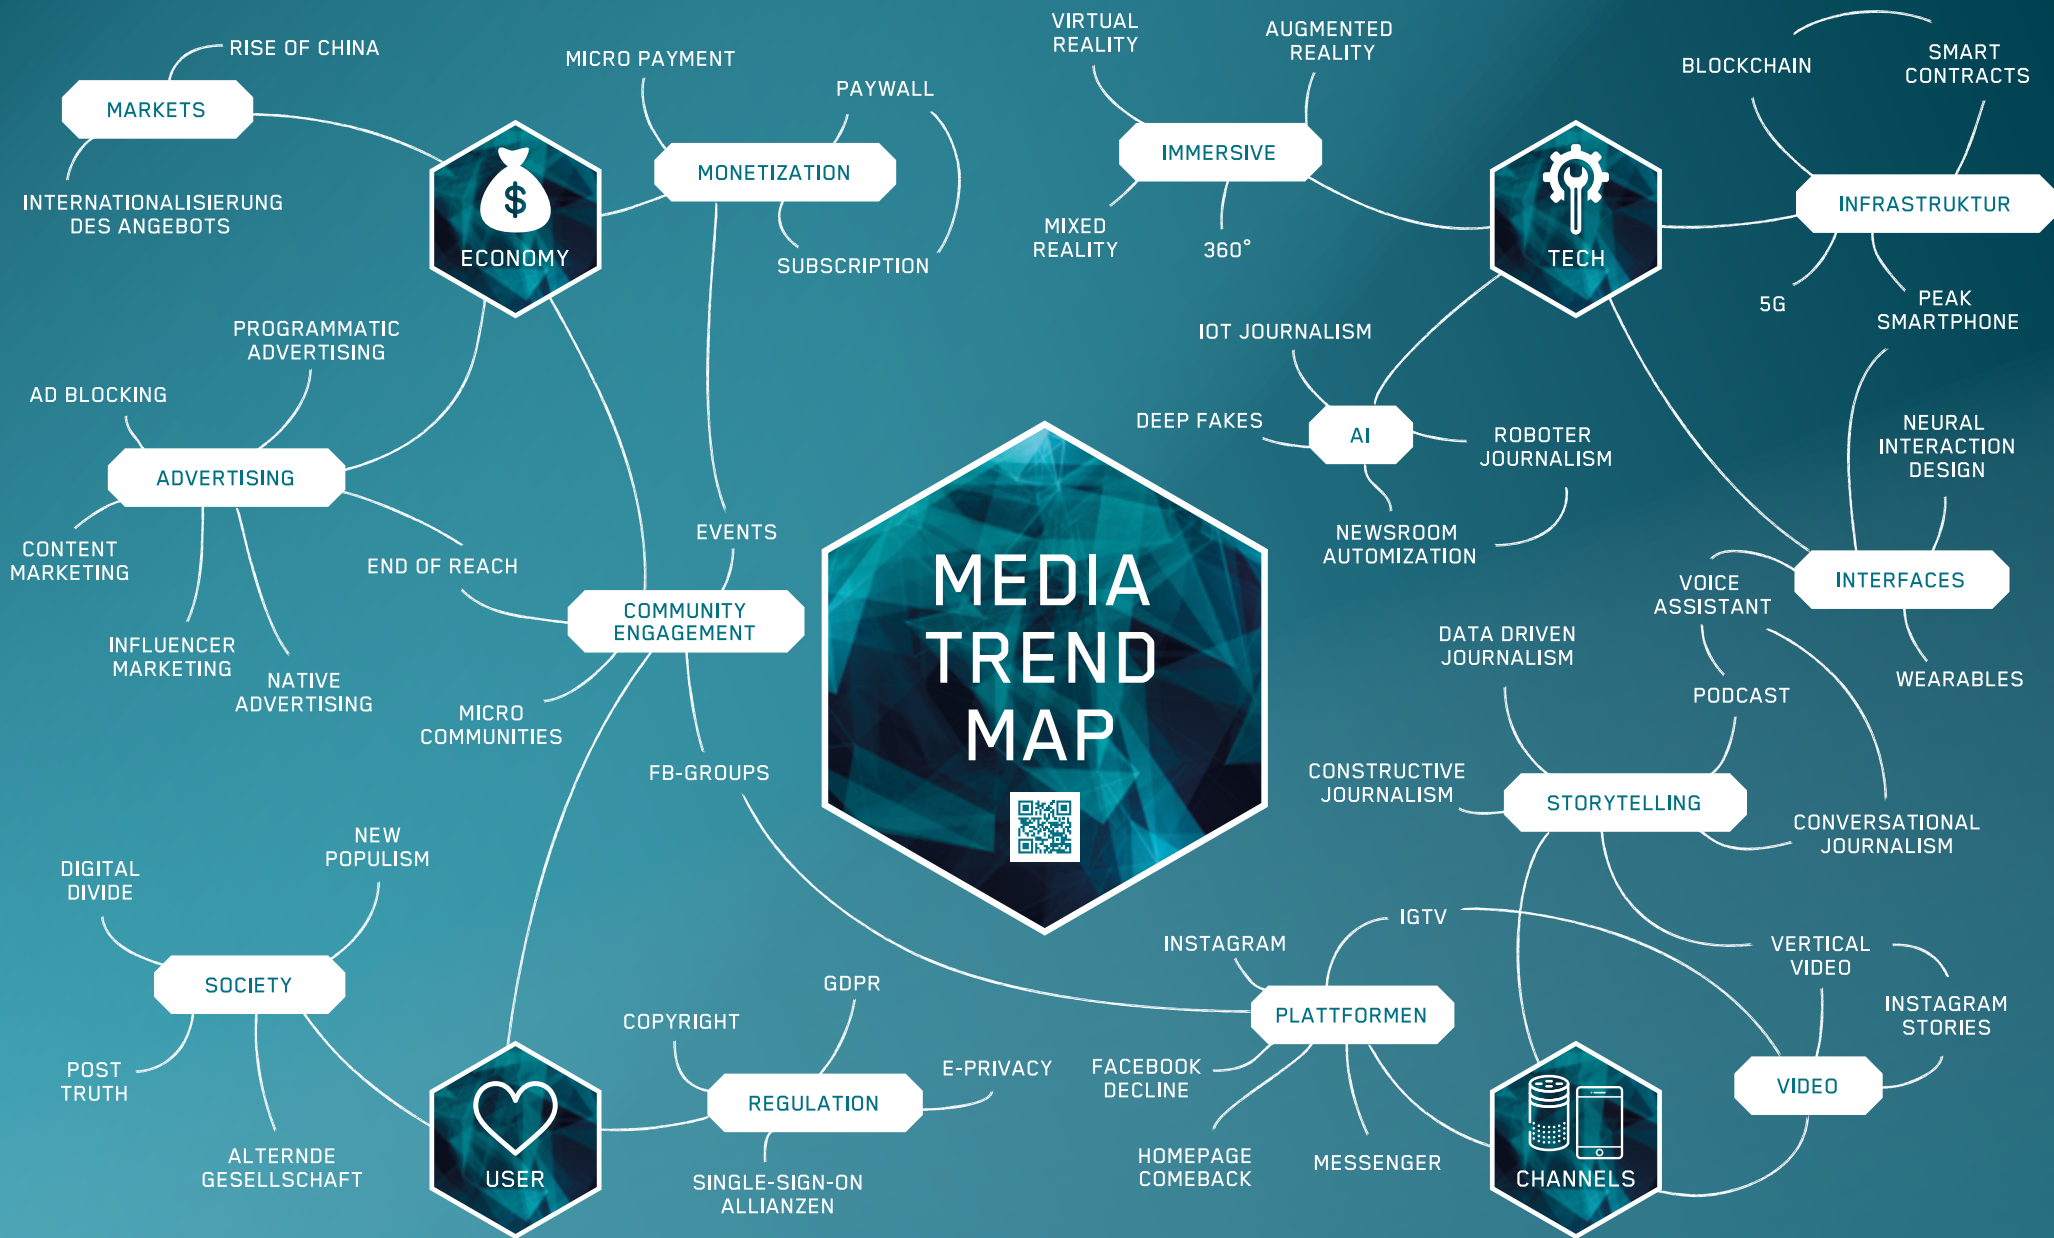 RISE OF CHINA
MARKETS
INTERNATIONALISIERUNG
DES ANGEBOTS
$
ECONOMY
MICRO PAYMENT
PAYWALL
MONETIZATION
SUBSCRIPTION
PROGRAMMATIC
ADVERTISING
AD BLOCKING
ADVERTISING
CONTENT
MARKETING
INFLUENCER
MARKETING
NATIVE
ADVERTISING
END OF REACH
EVENTS
COMMUNITY
ENGAGEMENT
MICRO
COMMUNITIES
FB-GROUPS
VIRTUAL
REALITY
AUGMENTED
REALITY
IMMERSIVE
MIXED
REALITY
360°
TECH
BLOCKCHAIN
SMART
CONTRACTS
INFRASTRUKTUR
5G
PEAK
SMARTPHONE
IOT JOURNALISM
DEEP FAKES
AI
ROBOTER
JOURNALISM
NEWSROOM
AUTOMIZATION
NEURAL
INTERACTION
DESIGN
VOICE
ASSISTANT
INTERFACES
WEARABLES
MEDIA
TREND
MAP
DATA DRIVEN
JOURNALISM
PODCAST
CONSTRUCTIVE
JOURNALISM
STORYTELLING
CONVERSATIONAL
JOURNALISM
NEW
POPULISM
DIGITAL
DIVIDE
SOCIETY
POST
TRUTH
ALTERNDE
GESELLSCHAFT
USER
COPYRIGHT
GDPR
E-PRIVACY
REGULATION
SINGLE-SIGN-ON
ALLIANZEN
INSTAGRAM
IGTV
PLATTFORMEN
FACEBOOK
DECLINE
HOMEPAGE
COMEBACK
MESSENGER
VERTICAL
VIDEO
INSTAGRAM
STORIES
VIDEO
CHANNELS